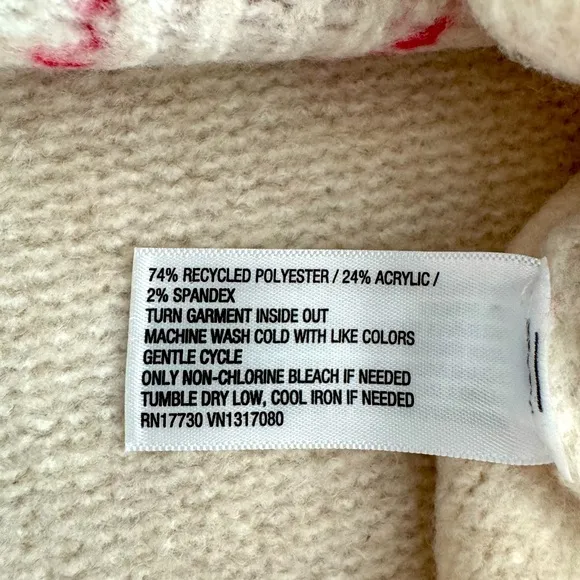 74% RECYCLED POLYESTER / 24% ACRYLIC /
2% SPANDEX
TURN GARMENT INSIDE OUT
MACHINE WASH COLD WITH LIKE COLORS
GENTLE CYCLE
ONLY NON-CHLORINE BLEACH IF NEEDED
TUMBLE DRY LOW, COOL IRON IF NEEDED
RN17730 VN1317080